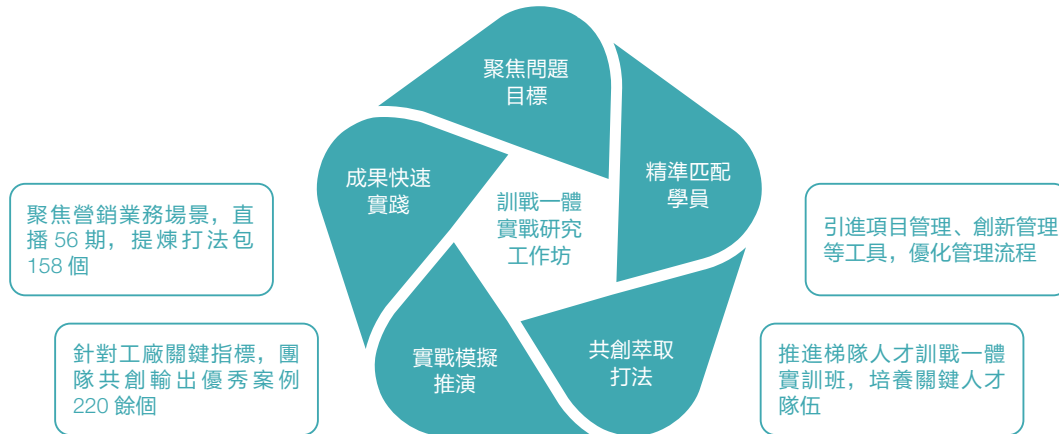 聚焦問題
目標
精準匹配
學員
成果快速
實踐
訓戰一體
實戰研究
工作坊
聚焦營銷業務場景，直
播 56 期，提煉打法包
158 個
引進項目管理、創新管理
等工具，優化管理流程
實戰模擬
推演
共創萃取
打法
針對工廠關鍵指標，團
隊共創輸出優秀案例
220 餘個
推進梯隊人才訓戰一體
實訓班，培養關鍵人才
隊伍